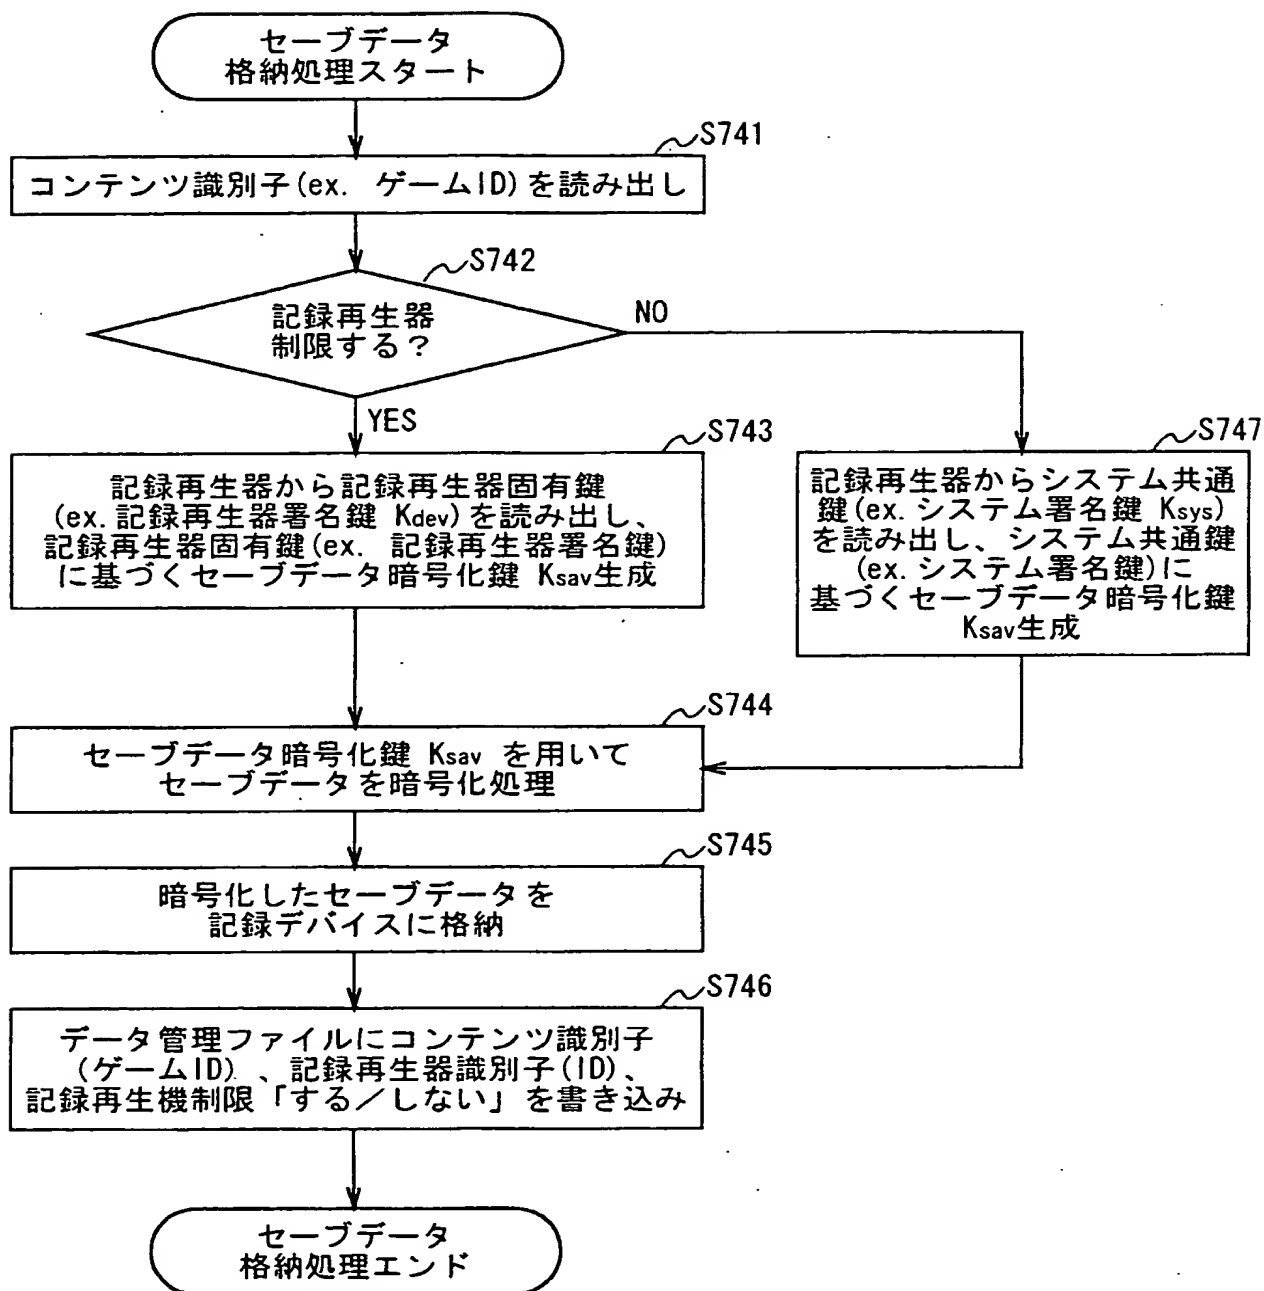 セーブデータ
格納処理スタート
S741
コンテンツ識別子(ex. ゲームID)を読み出し
S742
記録再生器
制限する？
NO
YES
S743
記録再生器から記録再生器固有鍵
(ex.記録再生器署名鍵 Kdev)を読み出し、
記録再生器固有鍵(ex. 記録再生器署名鍵)
に基づくセーブデータ暗号化鍵 Ksav生成
S747
記録再生器からシステム共通
鍵(ex.システム署名鍵 Ksys)
を読み出し、システム共通鍵
(ex.システム署名鍵)に
基づくセーブデータ暗号化鍵
Ksav生成
S744
セーブデータ暗号化鍵 Ksav を用いて
セーブデータを暗号化処理
S745
暗号化したセーブデータを
記録デバイスに格納
S746
データ管理ファイルにコンテンツ識別子
(ゲームID)、記録再生器識別子(ID)、
記録再生機制限「する／しない」を書き込み
セーブデータ
格納処理エンド